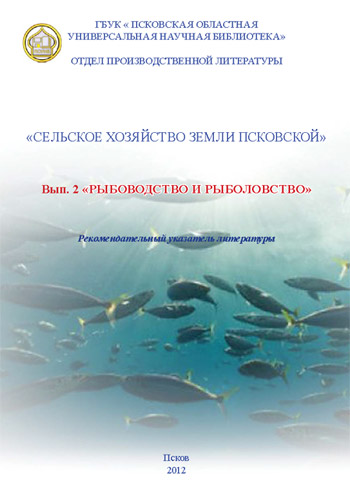 ГБУК « ПСКОВСКАЯ ОБЛАСТНАЯ
УНИВЕРСАЛЬНАЯ НАУЧНАЯ БИБЛИОТЕКА»
ОТДЕЛ ПРОИЗВОДСТВЕННОЙ ЛИТЕРАТУРЫ
«СЕЛЬСКОЕ ХОЗЯЙСТВО ЗЕМЛИ ПСКОВСКОЙ»
Вып. 2 «РЫБОВОДСТВО И РЫБОЛОВСТВО»
Рекомендательный указатель литературы
Псков
2012